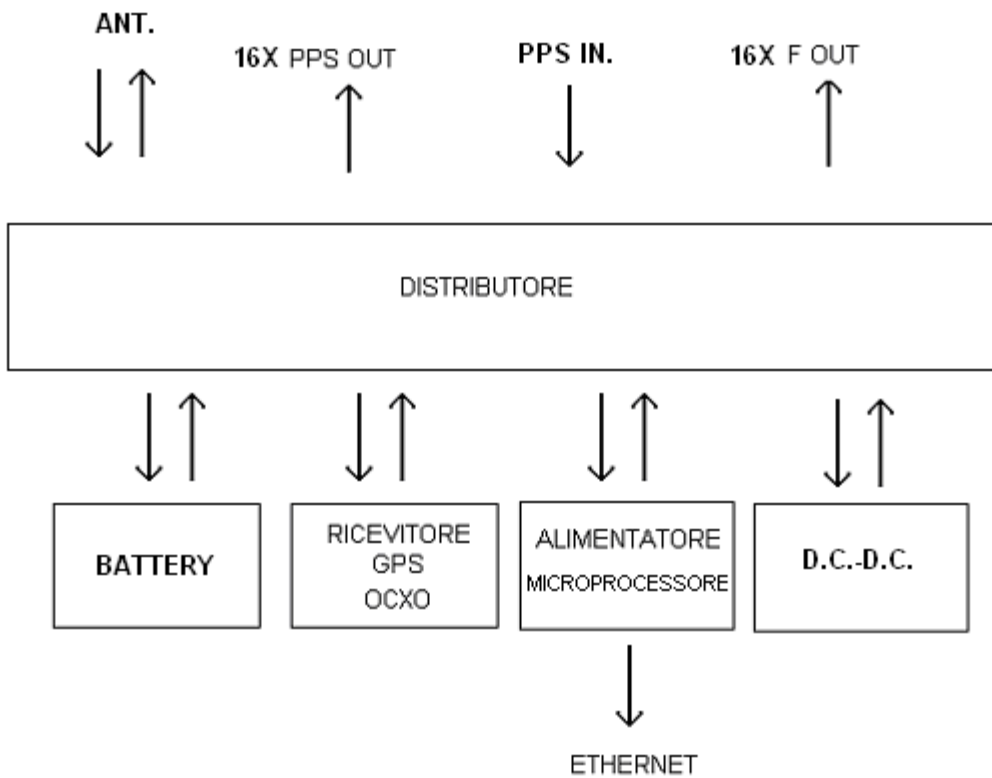 ANT.
16X PPS OUT
PPS IN.
16X F OUT
DISTRIBUTORE
BATTERY
RICEVITORE
GPS
OCXO
ALIMENTATORE
MICROPROCESSORE
D.C.-D.C.
ETHERNET